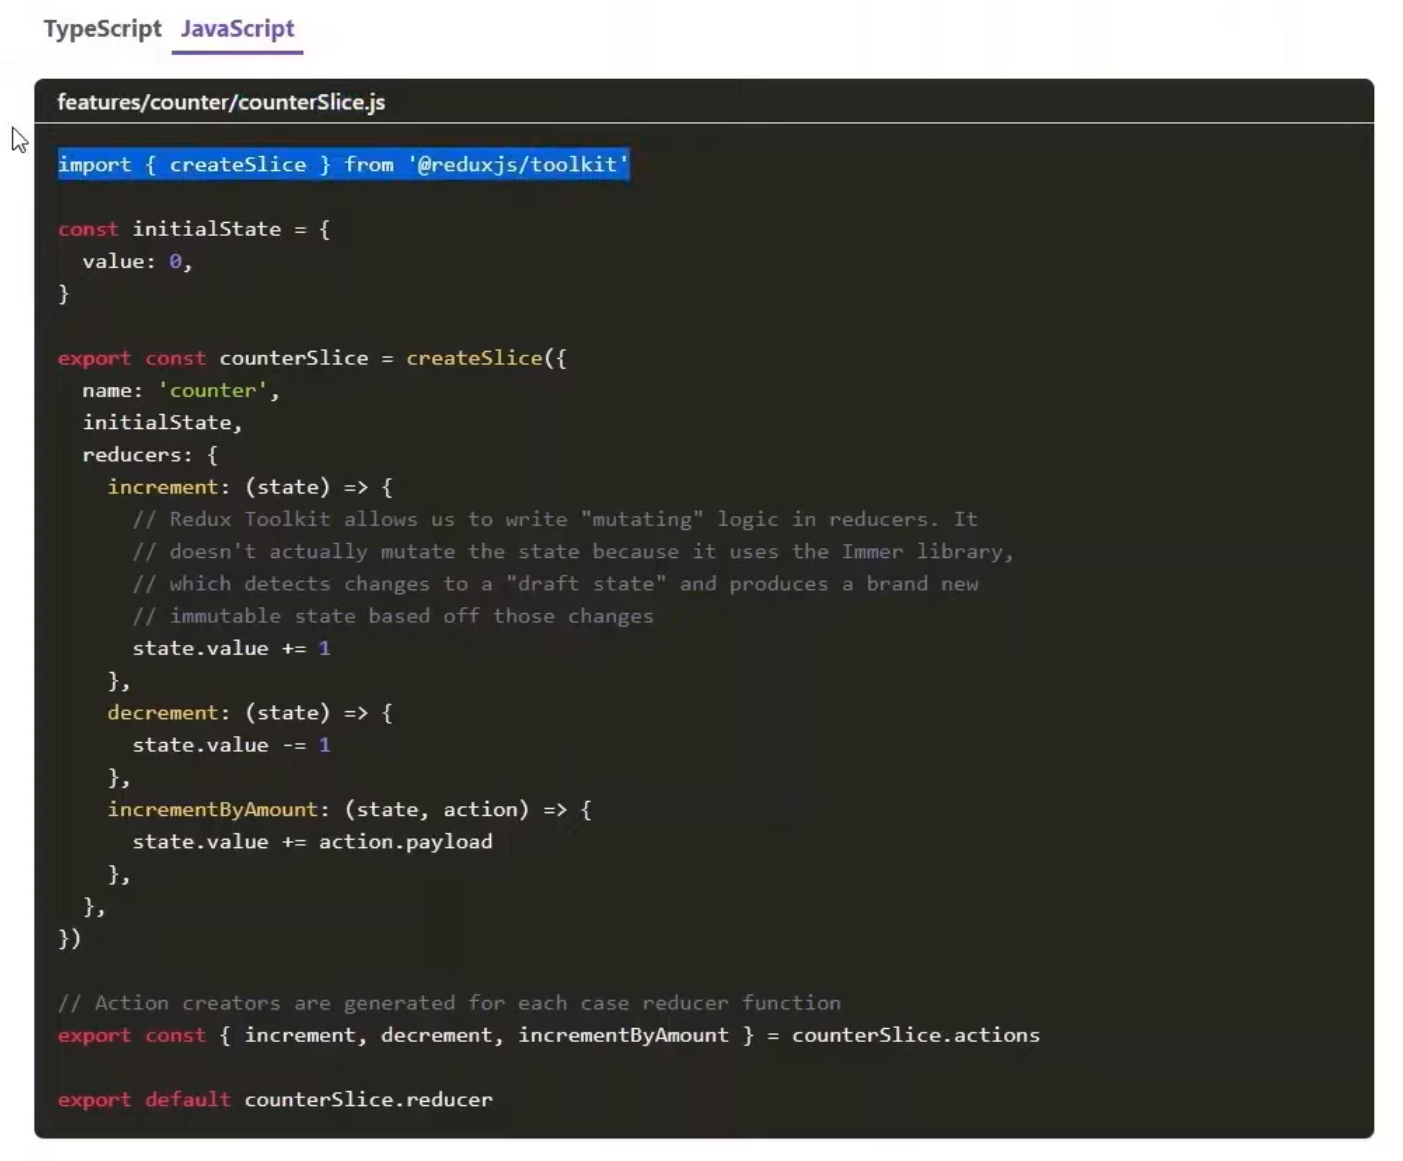 TypeScript JavaScript
features/counter/counterSlice.js
import { createSlice } from '@reduxjs/toolkit'
const initialState = {
  value: 0,
}
export const counterSlice = createSlice({
  name: 'counter',
  initialState,
  reducers: {
    increment: (state) => {
      // Redux Toolkit allows us to write "mutating" logic in reducers. It
      // doesn't actually mutate the state because it uses the Immer library,
      // which detects changes to a "draft state" and produces a brand new
      // immutable state based off those changes
      state.value += 1
    },
    decrement: (state) => {
      state.value -= 1
    },
    incrementByAmount: (state, action) => {
      state.value += action.payload
    },
  },
})
// Action creators are generated for each case reducer function
export const { increment, decrement, incrementByAmount } = counterSlice.actions
export default counterSlice.reducer